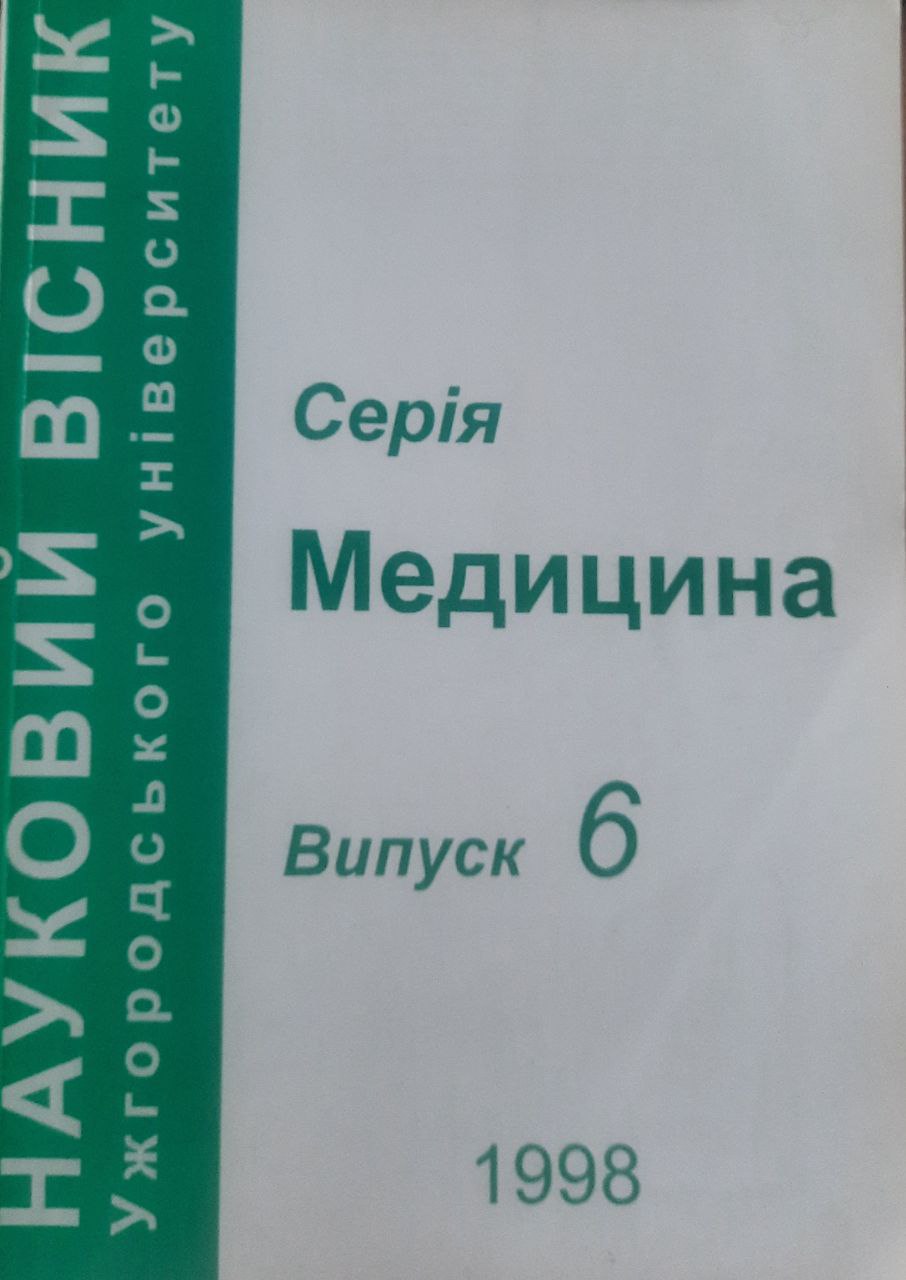 НАУКОВИЙ ВІСНИК
Ужгородського університету
Серія
Медицина
Випуск 6
1998